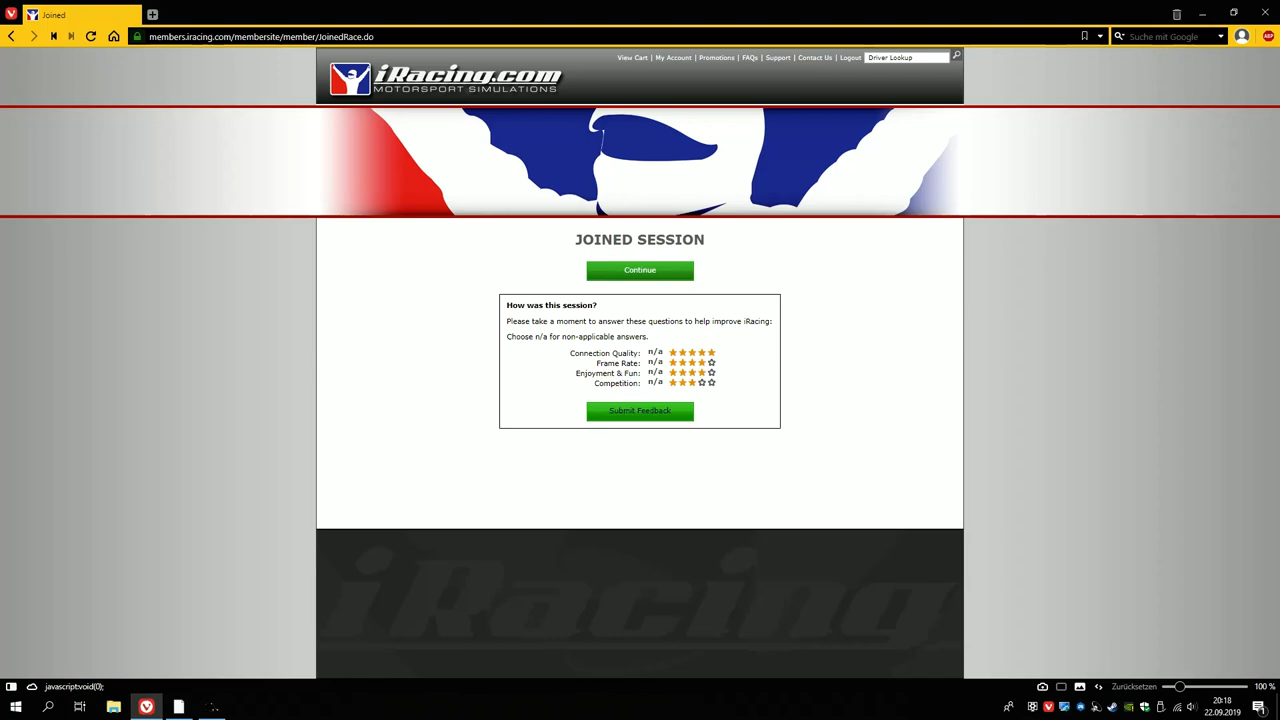 Joined
members.iracing.com/membersite/member/JoinedRace.do
Suche mit Google
ABP
View Cart | My Account | Promotions | FAQs | Support | Contact Us | Logout
Driver Lookup
iRacing.com
MOTORSPORT SIMULATIONS
JOINED SESSION
Continue
How was this session?
Please take a moment to answer these questions to help improve iRacing:
Choose n/a for non-applicable answers.
Connection Quality: n/a
Frame Rate: n/a
Enjoyment & Fun: n/a
Competition: n/a
Submit Feedback
iRacing
javascript:void(0);
Zurücksetzen
100 %
20:18
22.09.2019